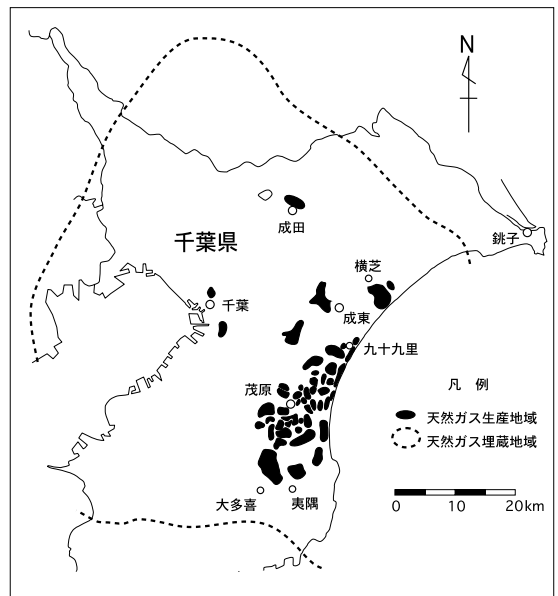 N
成田
千葉県
銚子
横芝
千葉
成東
九十九里
凡 例
茂原
天然ガス生産地域
天然ガス埋蔵地域
大多喜
夷隅
0 10 20km